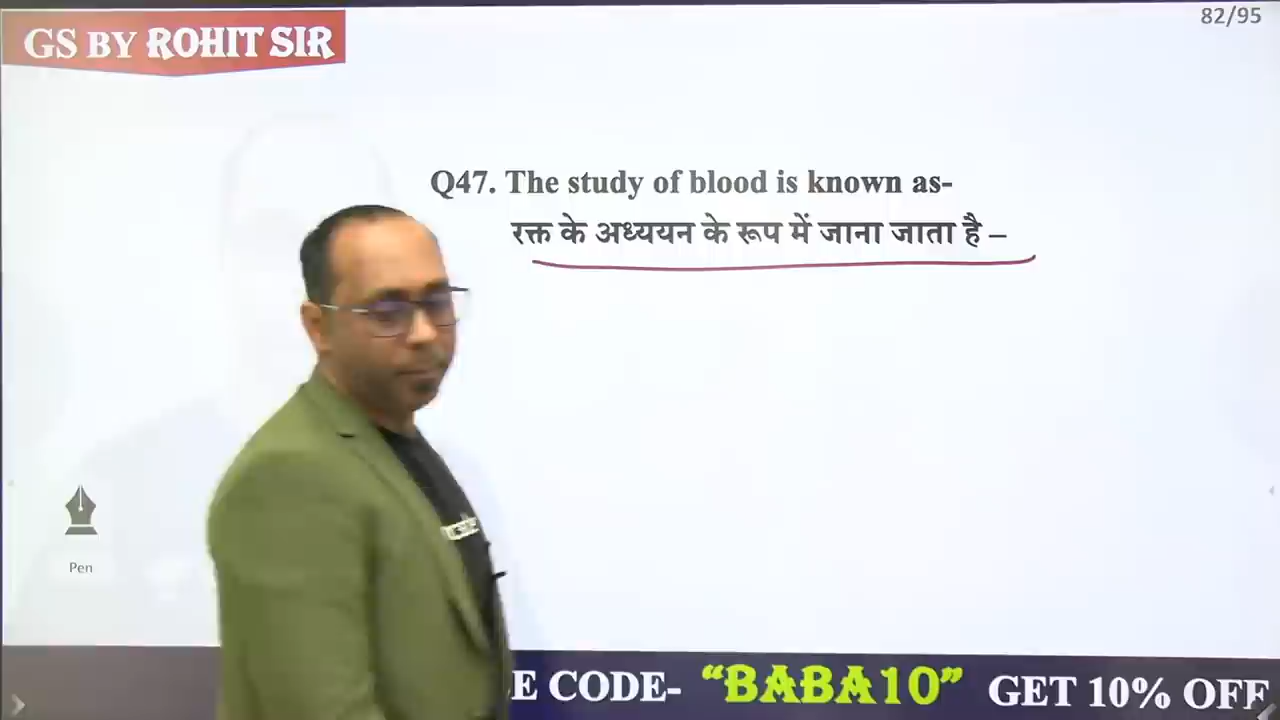 82/95
GS BY ROHIT SIR
Q47. The study of blood is known as-
रक्त के अध्ययन के रूप में जाना जाता है –
Pen
E CODE- “BABA10” GET 10% OFF